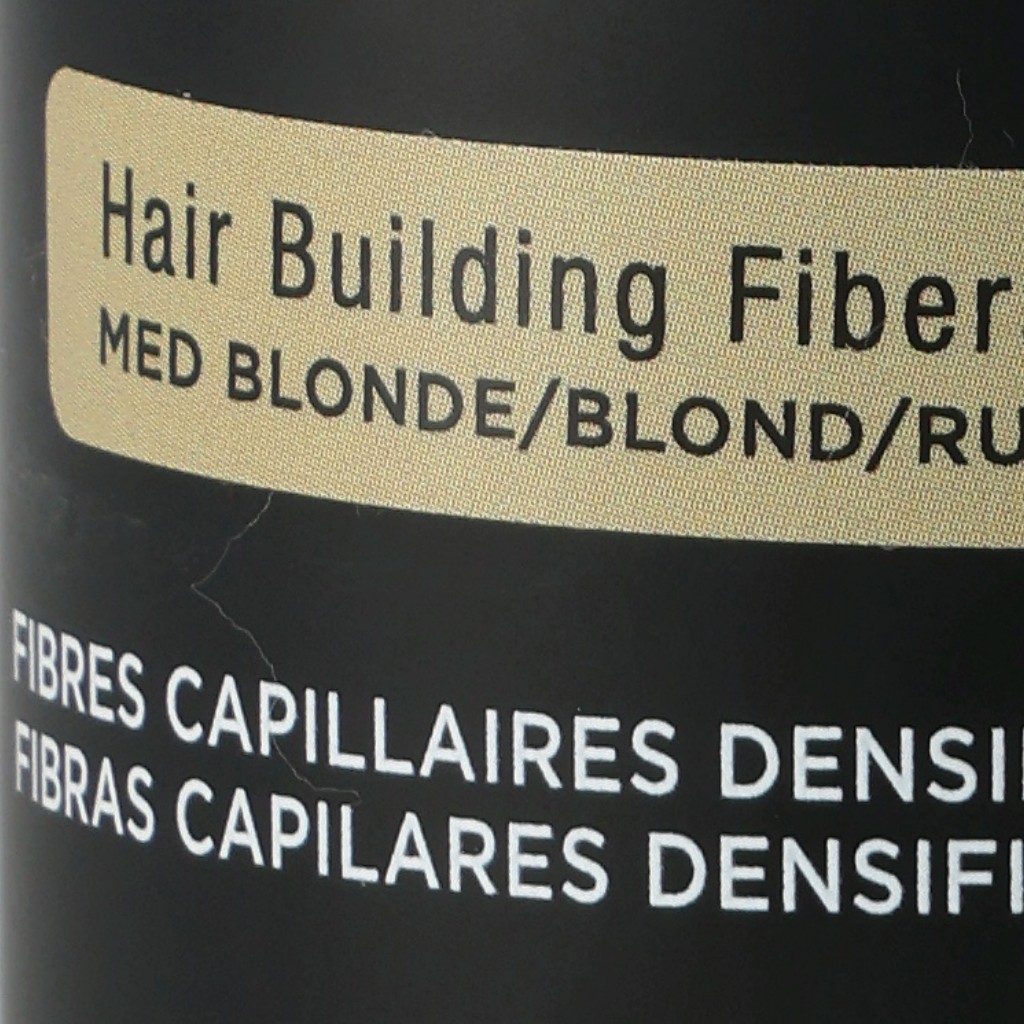 Hair Building Fiber
MED BLONDE/BLOND/RU
FIBRES CAPILLAIRES DENSI
FIBRAS CAPILARES DENSIFI